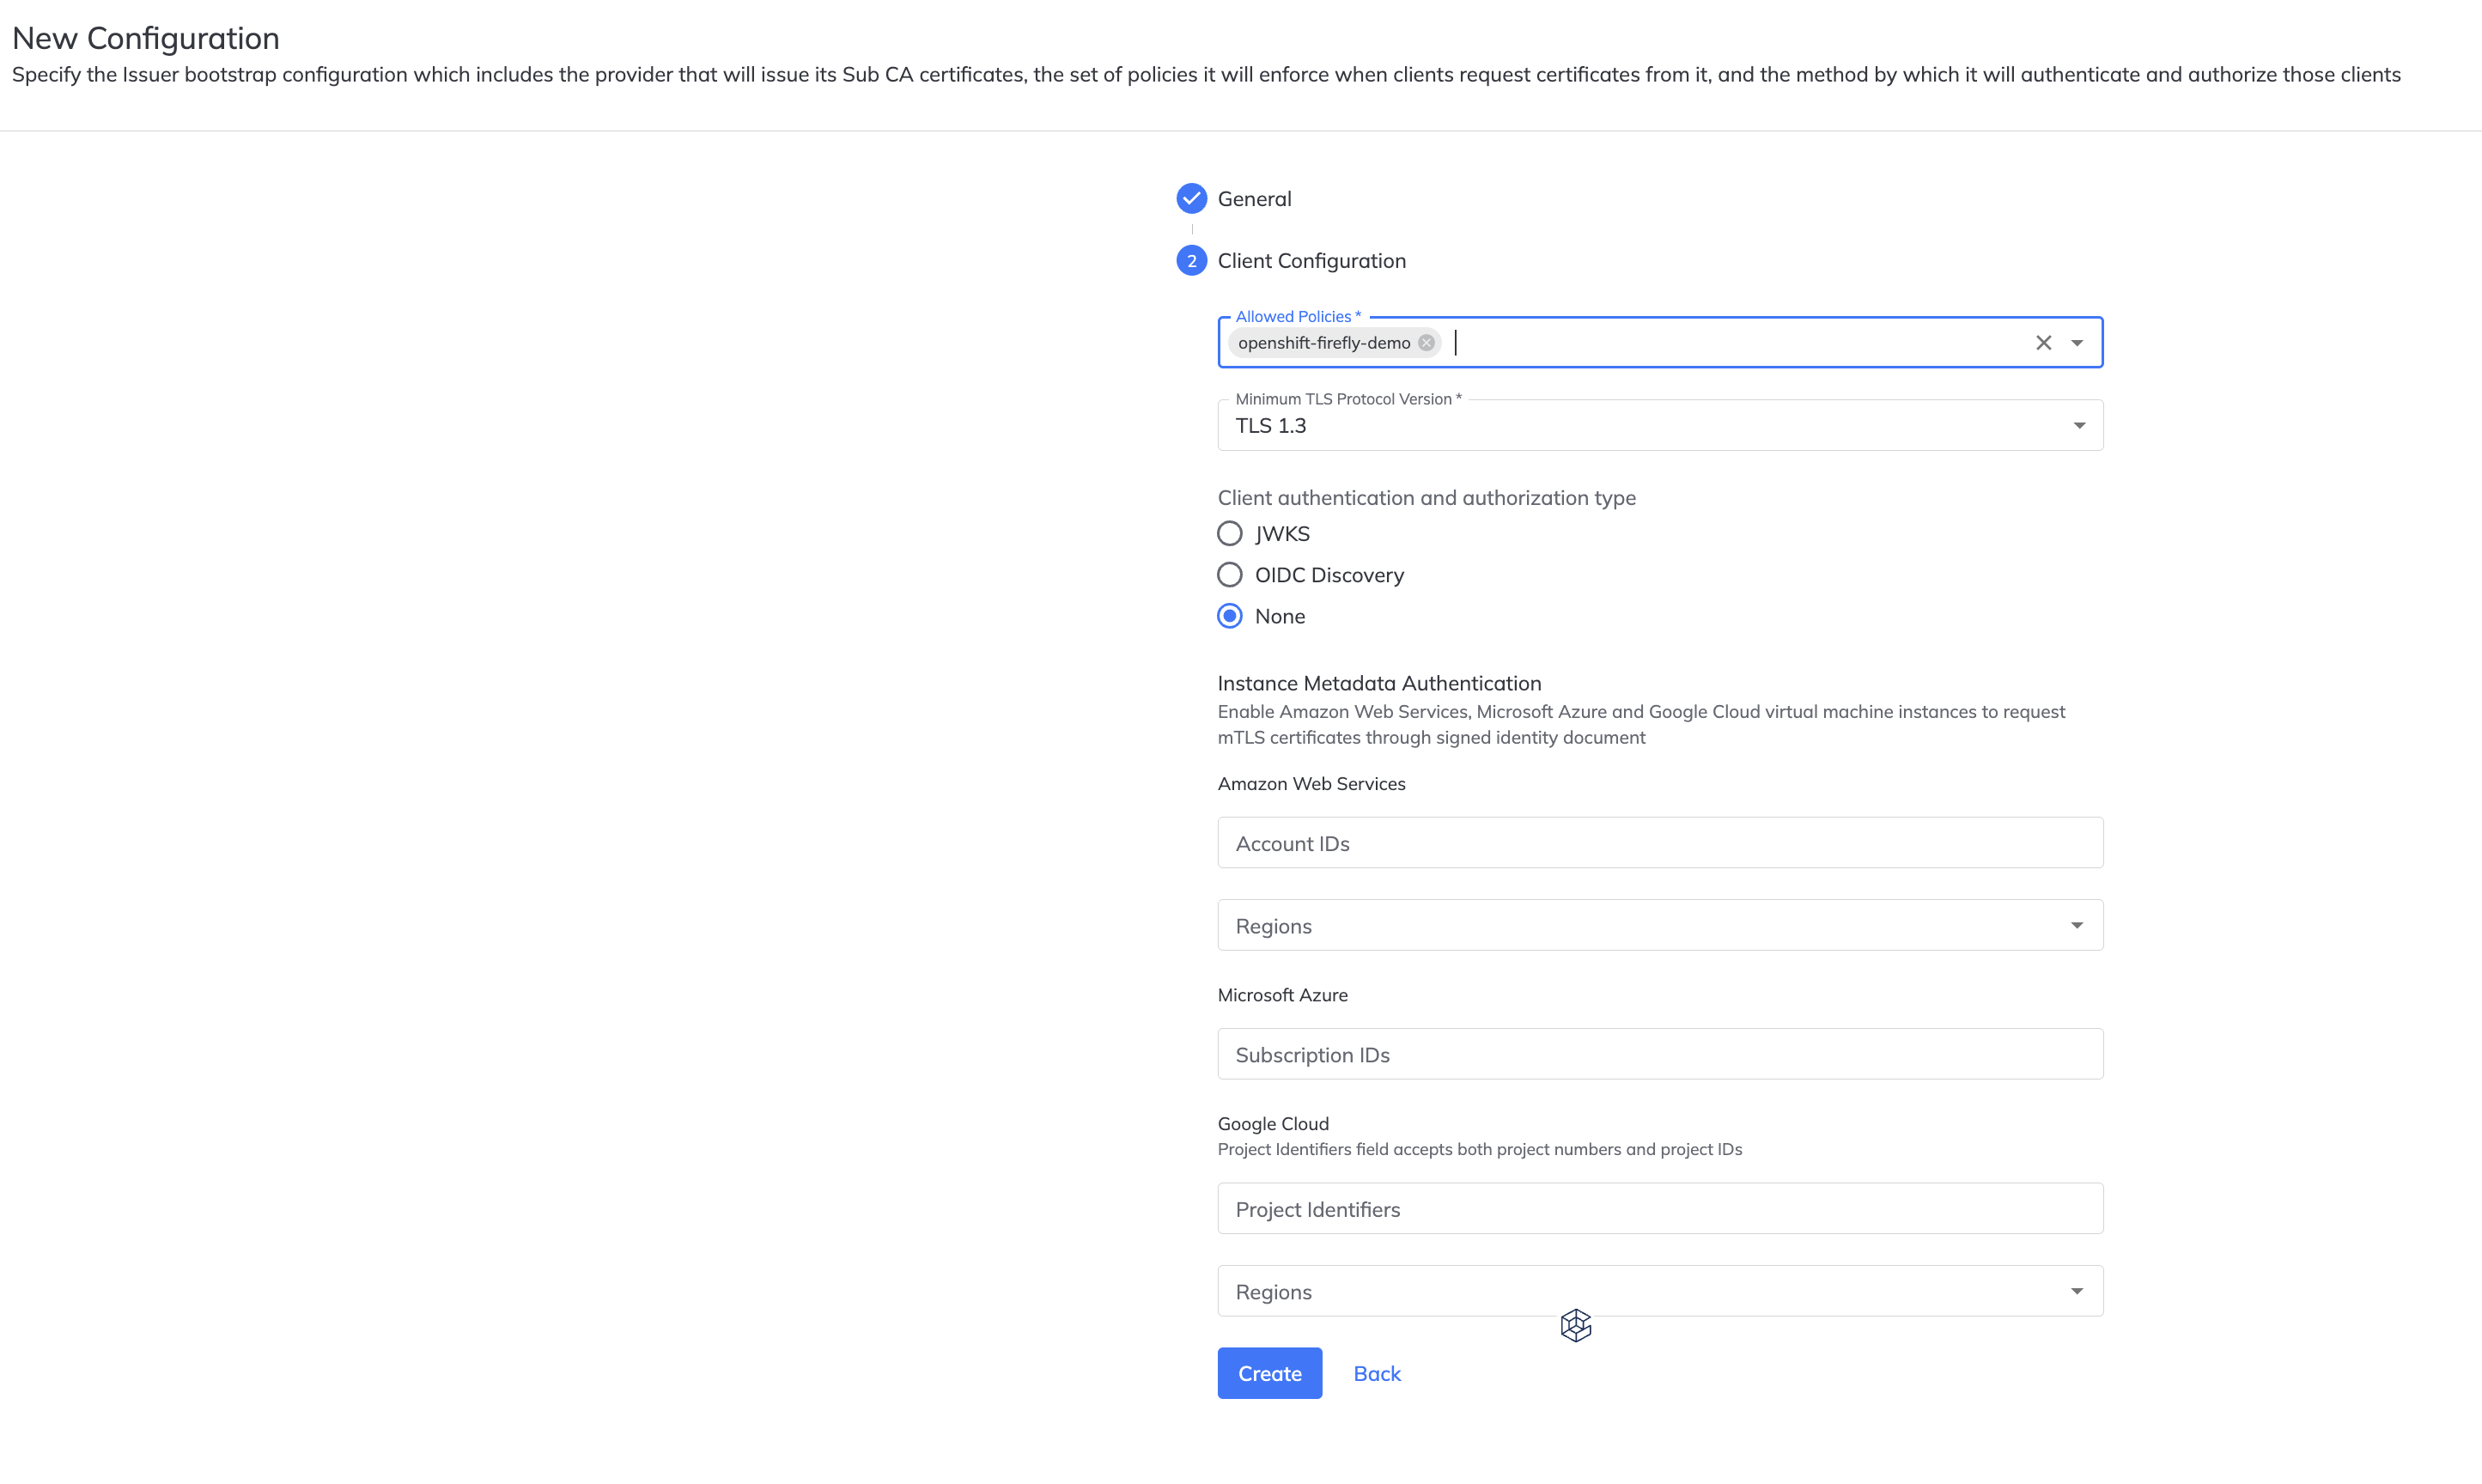 New Configuration
Specify the Issuer bootstrap configuration which includes the provider that will issue its Sub CA certificates, the set of policies it will enforce when clients request certificates from it, and the method by which it will authenticate and authorize those clients
General
2 Client Configuration
Allowed Policies *
openshift-firefly-demo
Minimum TLS Protocol Version *
TLS 1.3
Client authentication and authorization type
JWKS
OIDC Discovery
None
Instance Metadata Authentication
Enable Amazon Web Services, Microsoft Azure and Google Cloud virtual machine instances to request
mTLS certificates through signed identity document
Amazon Web Services
Account IDs
Regions
Microsoft Azure
Subscription IDs
Google Cloud
Project Identifiers field accepts both project numbers and project IDs
Project Identifiers
Regions
Create Back